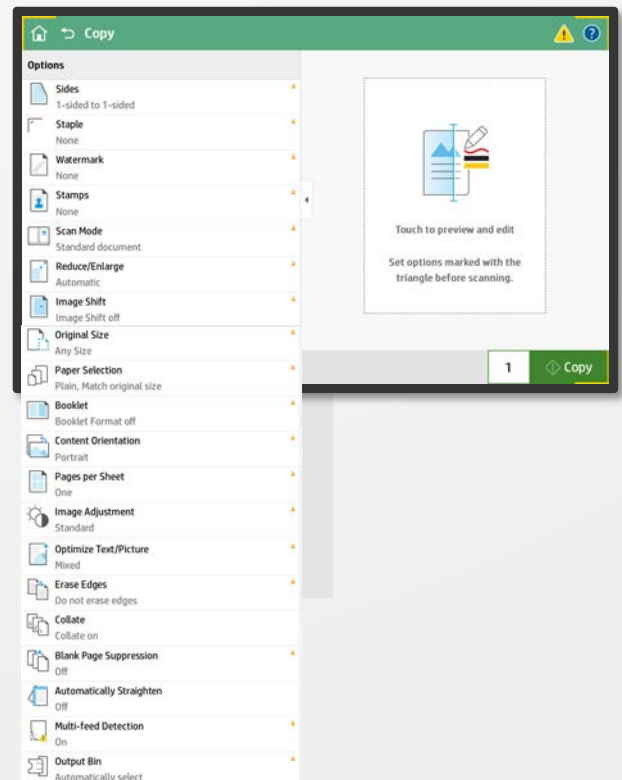 Copy
Options
Sides
1-sided to 1-sided
Staple
None
Watermark
None
Stamps
None
Scan Mode
Standard document
Reduce/Enlarge
Automatic
Image Shift
Image Shift off
Original Size
Any Size
Paper Selection
Plain, Match original size
Booklet
Booklet Format off
Content Orientation
Portrait
Pages per Sheet
One
Image Adjustment
Standard
Optimize Text/Picture
Mixed
Erase Edges
Do not erase edges
Collate
Collate on
Blank Page Suppression
Off
Automatically Straighten
Off
Multi-feed Detection
On
Output Bin
Automatically select
Touch to preview and edit
Set options marked with the
triangle before scanning.
1
Copy